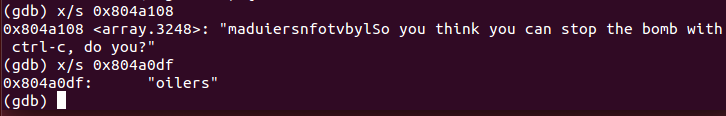 (gdb) x/s 0x804a108
0x804a108 <array.3248>: "maduiersnfotvbylSo you think you can stop the bomb with
ctrl-c, do you?"
(gdb) x/s 0x804a0df
0x804a0df:      "oilers"
(gdb)